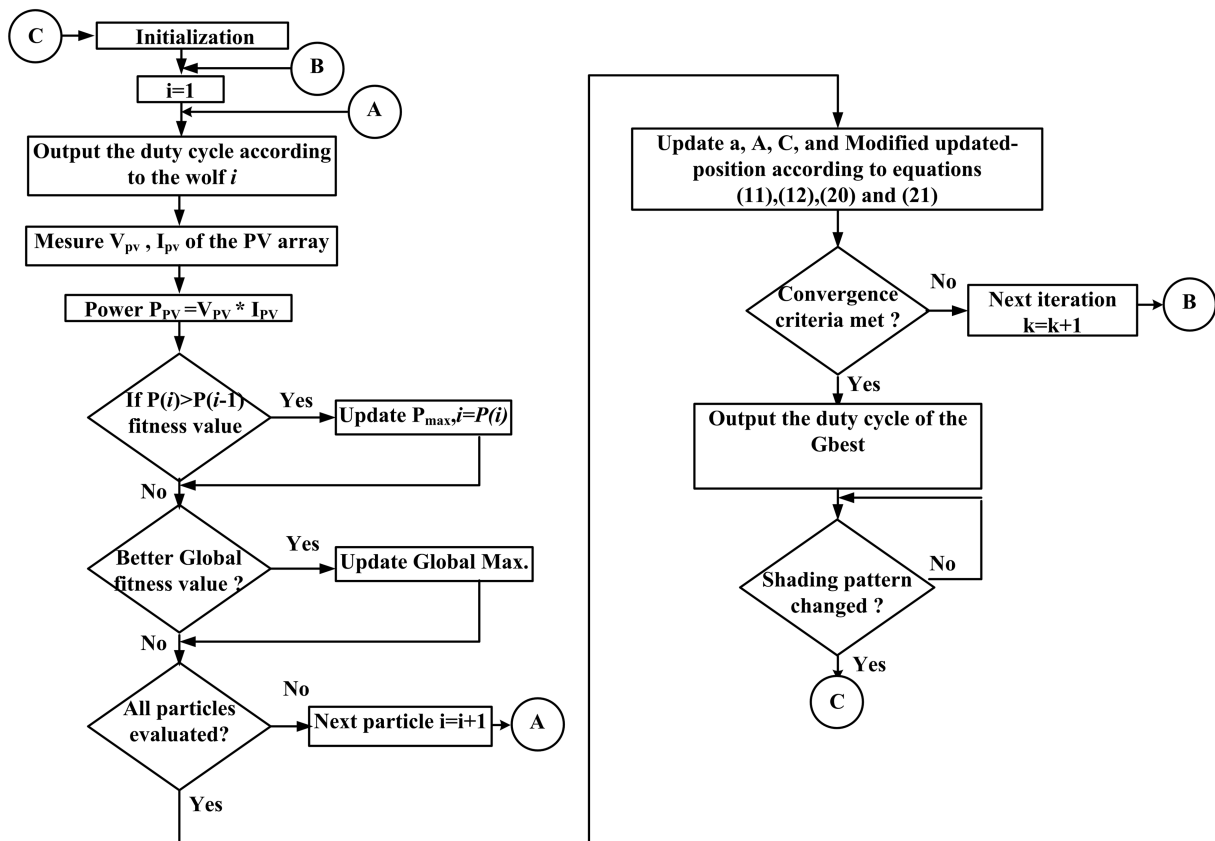 C
Initialization
B
i=1
A
Output the duty cycle according
to the wolf i
Mesure Vpv , Ipv of the PV array
Power PPV =VPV * IPV
If P(i)>P(i-1)
fitness value
Yes
Update Pmax,i=P(i)
No
Better Global
fitness value ?
Yes
Update Global Max.
No
All particles
evaluated?
No
Next particle i=i+1
A
Yes
Update a, A, C, and Modified updated-
position according to equations
(11),(12),(20) and (21)
Convergence
criteria met ?
No
Next iteration
k=k+1
B
Yes
Output the duty cycle of the
Gbest
Shading pattern
changed ?
No
Yes
C